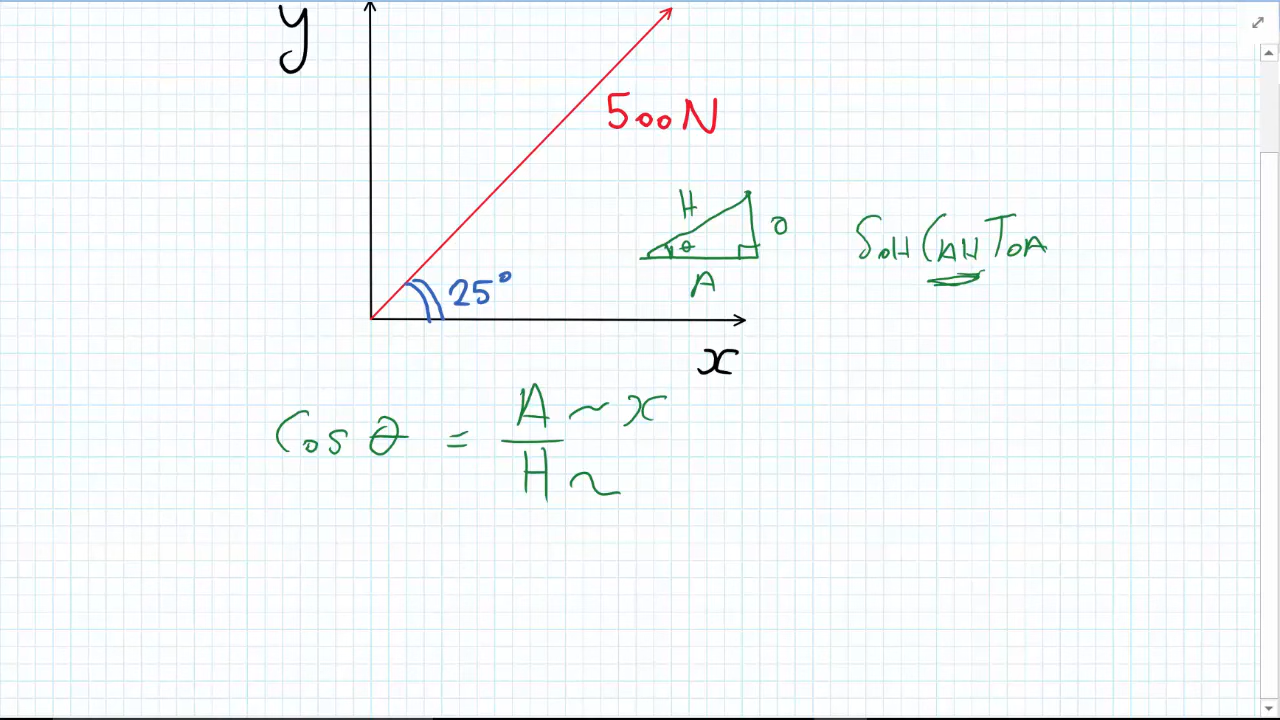 y
500N
H
θ
O
A
SOH CAH TOA
25°
x
Cos θ = A ~ x
H ~